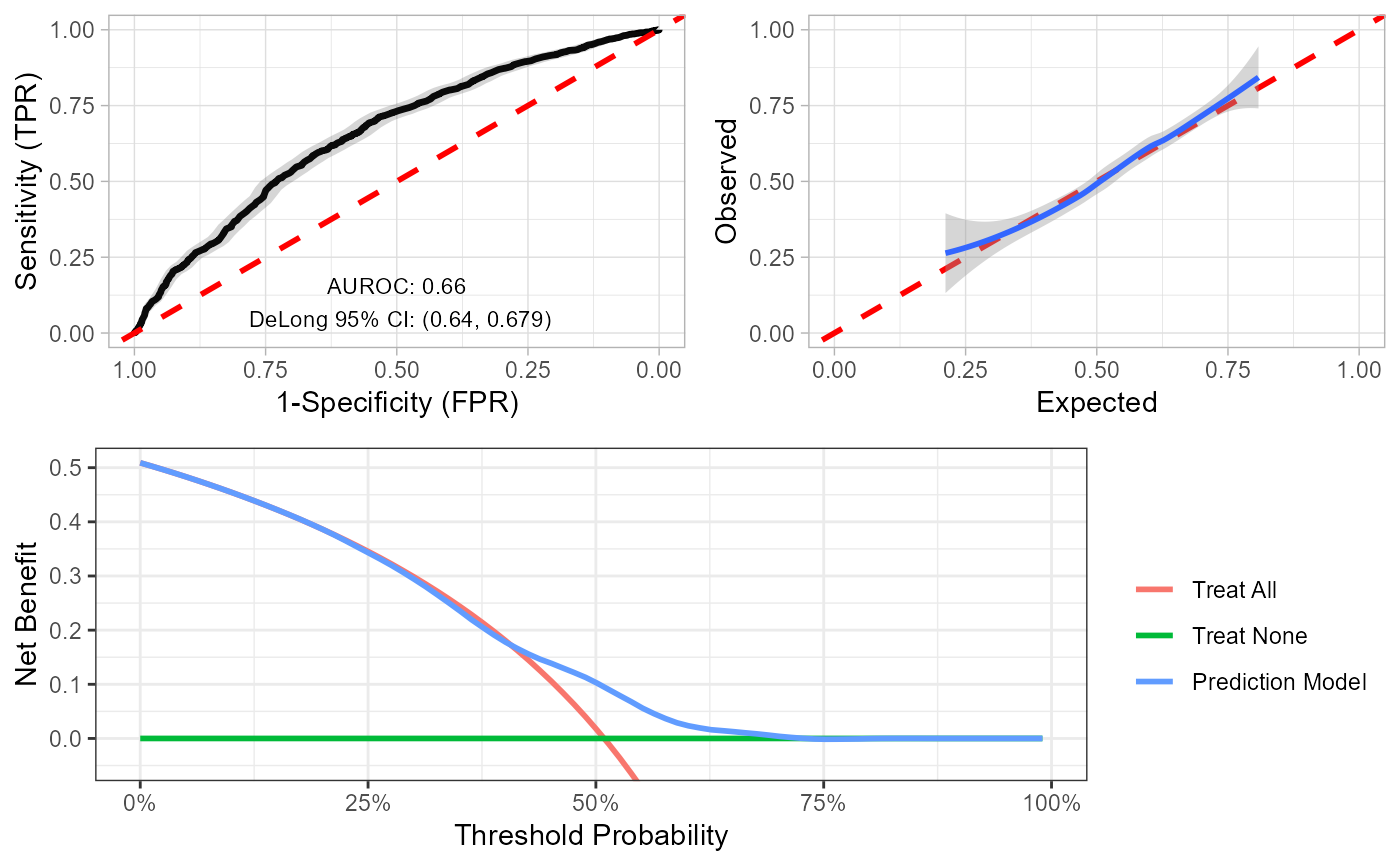 Sensitivity (TPR)
1.00
0.75
0.50
0.25
0.00
AUROC: 0.66
DeLong 95% CI: (0.64, 0.679)
1.00 0.75 0.50 0.25 0.00
1-Specificity (FPR)
Observed
1.00
0.75
0.50
0.25
0.00
0.00 0.25 0.50 0.75 1.00
Expected
Net Benefit
0.5
0.4
0.3
0.2
0.1
0.0
0% 25% 50% 75% 100%
Threshold Probability
Treat All
Treat None
Prediction Model